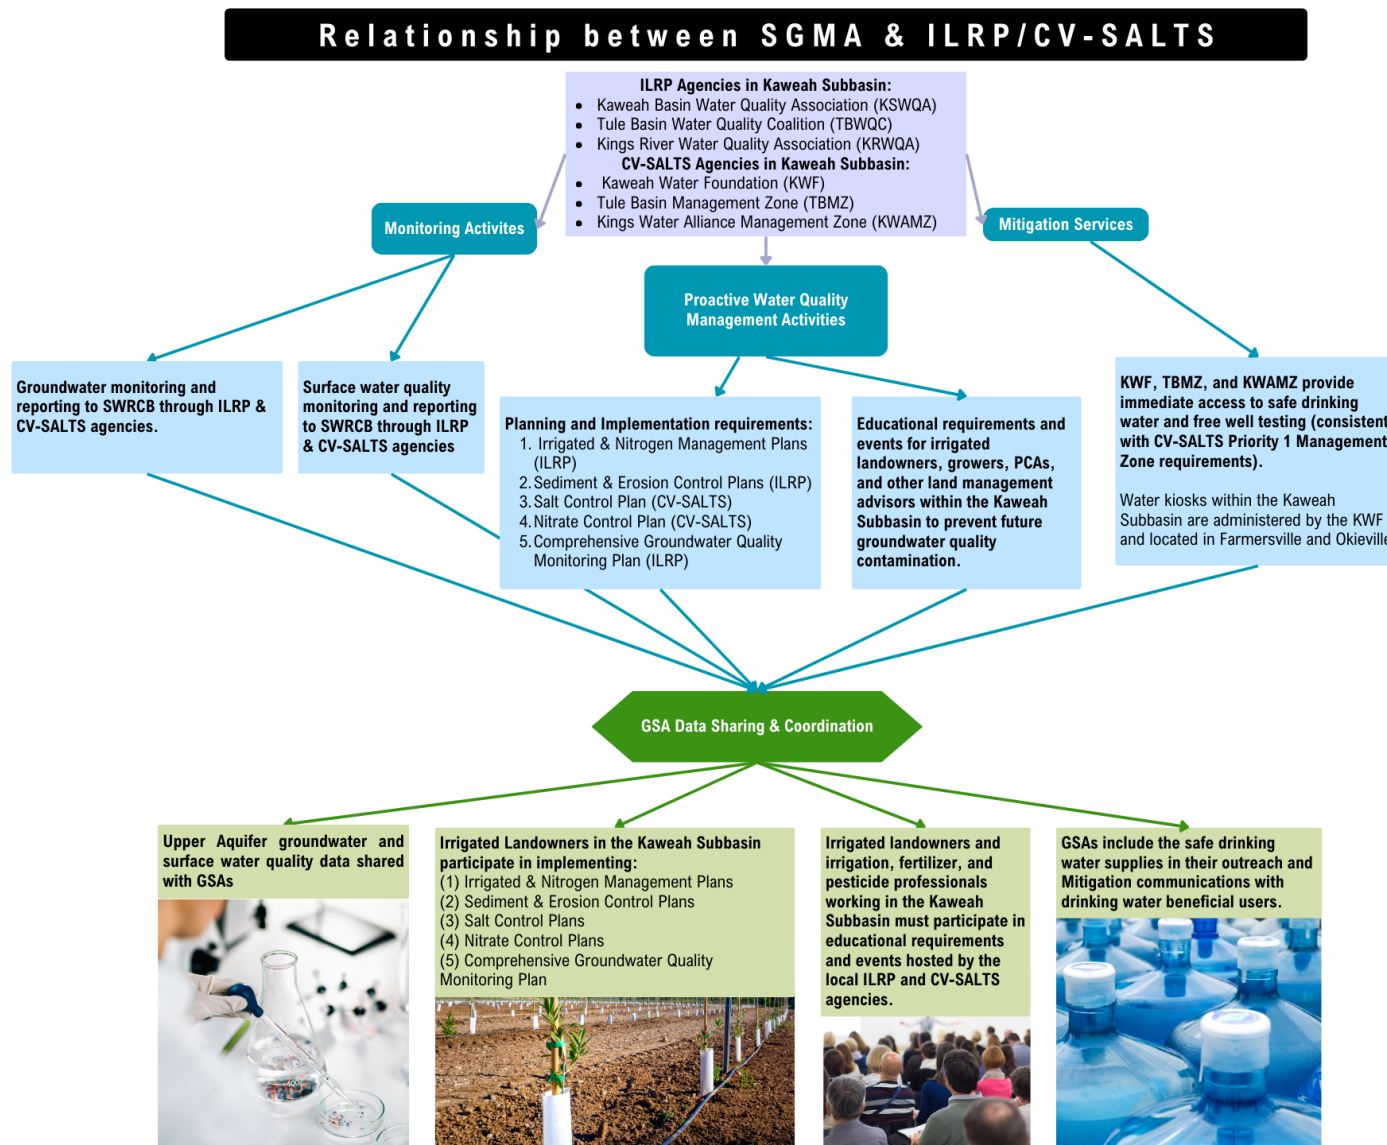 Relationship between SGMA & ILRP/CV-SALTS
ILRP Agencies in Kaweah Subbasin:
• Kaweah Basin Water Quality Association (KSWQA)
• Tule Basin Water Quality Coalition (TBWQC)
• Kings River Water Quality Association (KRWQA)
CV-SALTS Agencies in Kaweah Subbasin:
• Kaweah Water Foundation (KWF)
• Tule Basin Management Zone (TBMZ)
• Kings Water Alliance Management Zone (KWAMZ)
Monitoring Activites
Mitigation Services
Proactive Water Quality
Management Activities
Groundwater monitoring and
reporting to SWRCB through ILRP &
CV-SALTS agencies.
Surface water quality
monitoring and reporting
to SWRCB through ILRP
& CV-SALTS agencies
Planning and Implementation requirements:
1. Irrigated & Nitrogen Management Plans
(ILRP)
2. Sediment & Erosion Control Plans (ILRP)
3. Salt Control Plan (CV-SALTS)
4. Nitrate Control Plan (CV-SALTS)
5. Comprehensive Groundwater Quality
Monitoring Plan (ILRP)
Educational requirements and
events for irrigated
landowners, growers, PCAs,
and other land management
advisors within the Kaweah
Subbasin to prevent future
groundwater quality
contamination.
KWF, TBMZ, and KWAMZ provide
immediate access to safe drinking
water and free well testing (consistent
with CV-SALTS Priority 1 Management
Zone requirements).
Water kiosks within the Kaweah
Subbasin are administered by the KWF
and located in Farmersville and Okieville
GSA Data Sharing & Coordination
Upper Aquifer groundwater and
surface water quality data shared
with GSAs
Irrigated Landowners in the Kaweah Subbasin
participate in implementing:
(1) Irrigated & Nitrogen Management Plans
(2) Sediment & Erosion Control Plans
(3) Salt Control Plans
(4) Nitrate Control Plans
(5) Comprehensive Groundwater Quality
Monitoring Plan
Irrigated landowners and
irrigation, fertilizer, and
pesticide professionals
working in the Kaweah
Subbasin must participate in
educational requirements
and events hosted by the
local ILRP and CV-SALTS
agencies.
GSAs include the safe drinking
water supplies in their outreach and
Mitigation communications with
drinking water beneficial users.